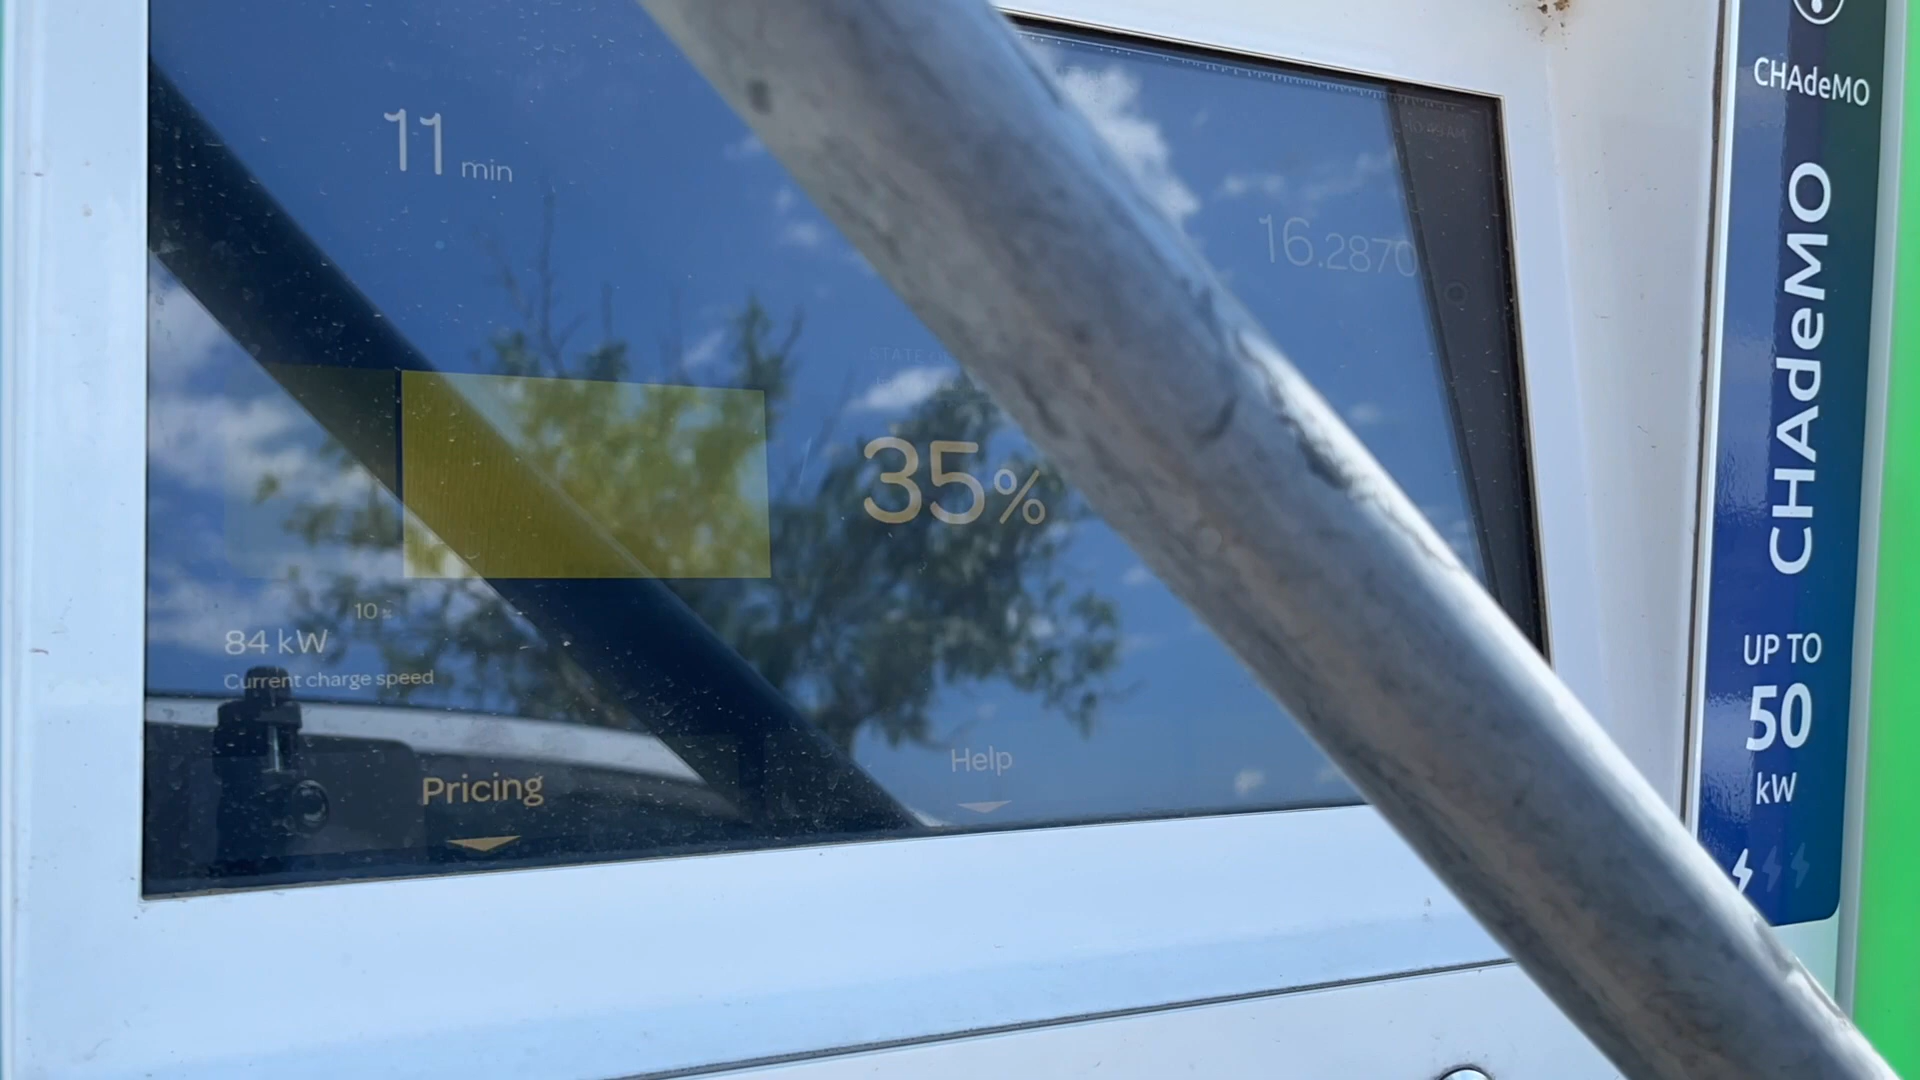 11 min
16.2870
35%
10%
84 kW
Current charge speed
Pricing
Help
CHAdeMO
CHAdeMO
UP TO
50
kW